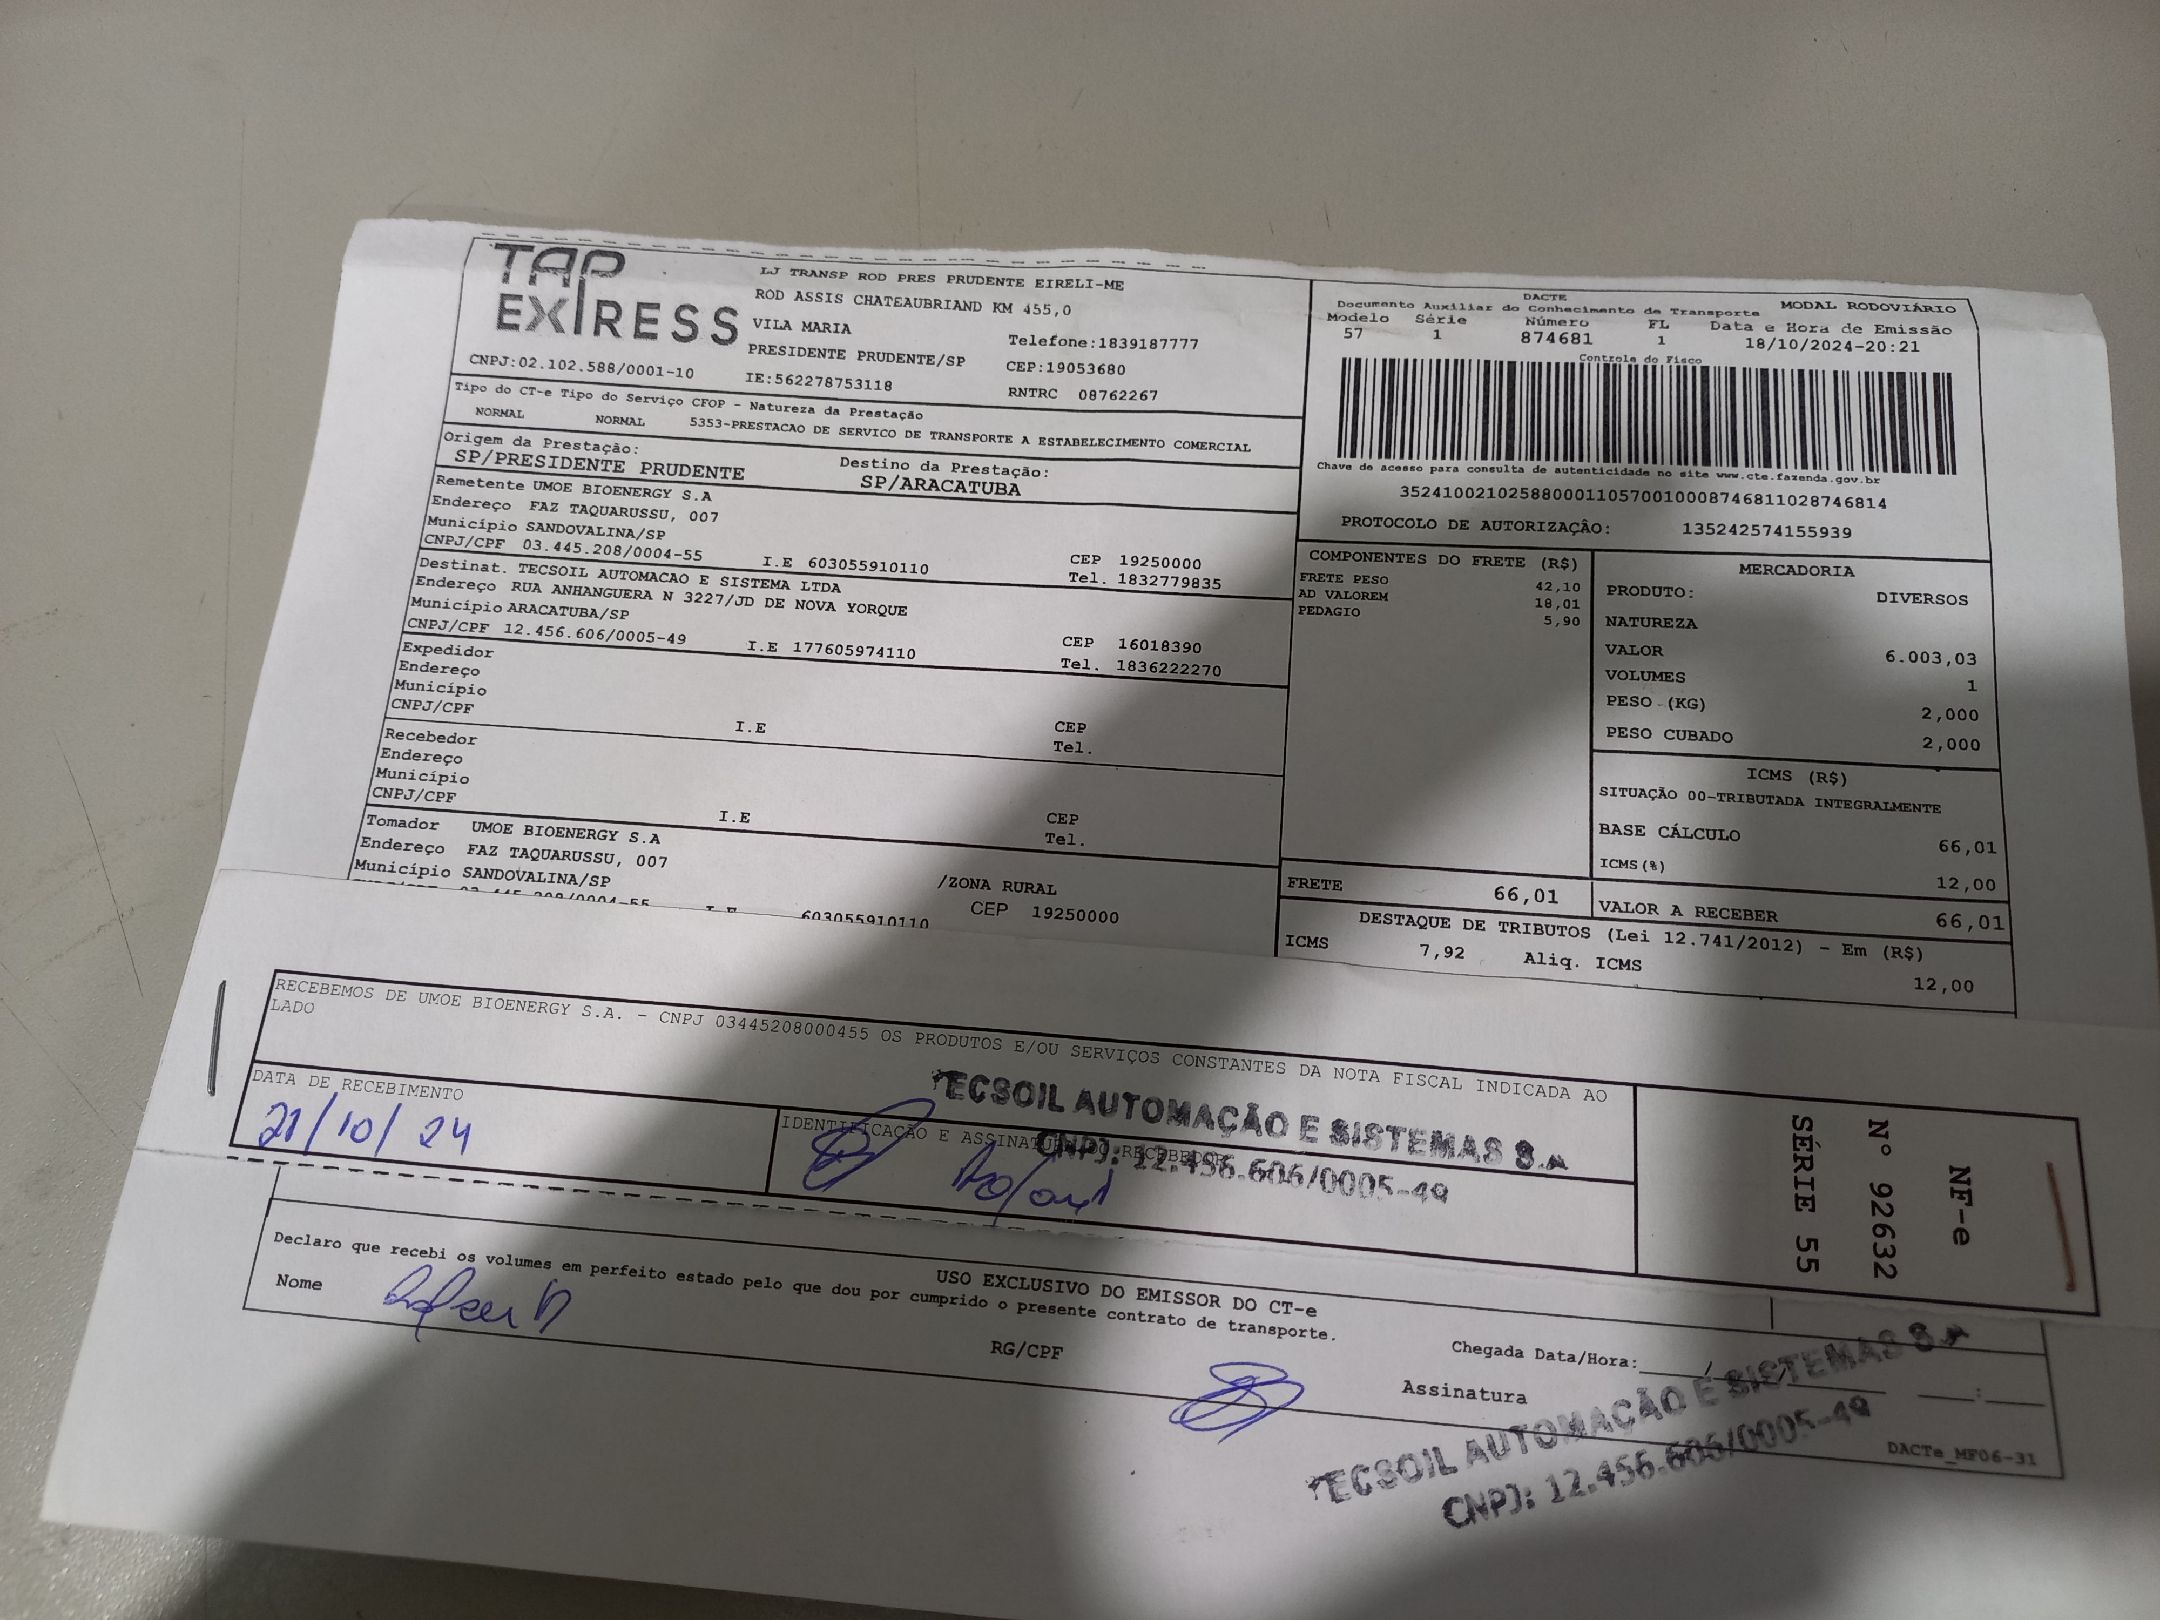 TAP EXPRESS
CNPJ:02.102.588/0001-10
LJ TRANSP ROD PRES PRUDENTE EIRELI-ME
ROD ASSIS CHATEAUBRIAND KM 455,0
VILA MARIA
Telefone:1839187777
PRESIDENTE PRUDENTE/SP
CEP:19053680
IE:562278753118
RNTRC 08762267
DACTE
MODAL RODOVIÁRIO
Documento Auxiliar do Conhecimento de Transporte
Modelo Série Número FL Data e Hora de Emissão
57 1 874681 1 18/10/2024-20:21
Controle do Fisco
Chave de acesso para consulta de autenticidade no site www.cte.fazenda.gov.br
35241002102588000110570010008746811028746814
PROTOCOLO DE AUTORIZAÇÃO: 135242574155939
Tipo do CT-e Tipo do Serviço CFOP - Natureza da Prestação
NORMAL NORMAL 5353-PRESTACAO DE SERVICO DE TRANSPORTE A ESTABELECIMENTO COMERCIAL
Origem da Prestação: Destino da Prestação:
SP/PRESIDENTE PRUDENTE SP/ARACATUBA
Remetente UMOE BIOENERGY S.A
Endereço FAZ TAQUARUSSU, 007
Município SANDOVALINA/SP CEP 19250000
CNPJ/CPF 03.445.208/0004-55 I.E 603055910110 Tel. 1832779835
Destinat. TECSOIL AUTOMACAO E SISTEMA LTDA
Endereço RUA ANHANGUERA N 3227/JD DE NOVA YORQUE
Município ARACATUBA/SP CEP 16018390
CNPJ/CPF 12.456.606/0005-49 I.E 177605974110 Tel. 1836222270
Expedidor
Endereço
Município CEP
CNPJ/CPF I.E Tel.
Recebedor
Endereço
Município CEP
CNPJ/CPF I.E Tel.
Tomador UMOE BIOENERGY S.A
Endereço FAZ TAQUARUSSU, 007 /ZONA RURAL
Município SANDOVALINA/SP CEP 19250000
CNPJ/CPF 03.445.208/0004-55 I.E 603055910110
COMPONENTES DO FRETE (R$)
FRETE PESO 42,10
AD VALOREM 18,01
PEDAGIO 5,90
MERCADORIA
PRODUTO: DIVERSOS
NATUREZA
VALOR 6.003,03
VOLUMES 1
PESO (KG) 2,000
PESO CUBADO 2,000
ICMS (R$)
SITUAÇÃO 00-TRIBUTADA INTEGRALMENTE
BASE CÁLCULO 66,01
ICMS(%) 12,00
FRETE 66,01
VALOR A RECEBER 66,01
DESTAQUE DE TRIBUTOS (Lei 12.741/2012) - Em (R$)
ICMS 7,92 Aliq. ICMS 12,00
RECEBEMOS DE UMOE BIOENERGY S.A. - CNPJ 03445208000455 OS PRODUTOS E/OU SERVIÇOS CONSTANTES DA NOTA FISCAL INDICADA AO
LADO
DATA DE RECEBIMENTO
21/10/24
IDENTIFICAÇÃO E ASSINATURA DO RECEBEDOR
TECSOIL AUTOMAÇÃO E SISTEMAS S.A
CNPJ: 12.456.606/0005-49
NF-e
N° 92632
SÉRIE 55
USO EXCLUSIVO DO EMISSOR DO CT-e
Declaro que recebi os volumes em perfeito estado pelo que dou por cumprido o presente contrato de transporte.
Nome
RG/CPF
Chegada Data/Hora:
Assinatura
TECSOIL AUTOMAÇÃO E SISTEMAS S.A
CNPJ: 12.456.606/0005-49
DACTe_MF06-31